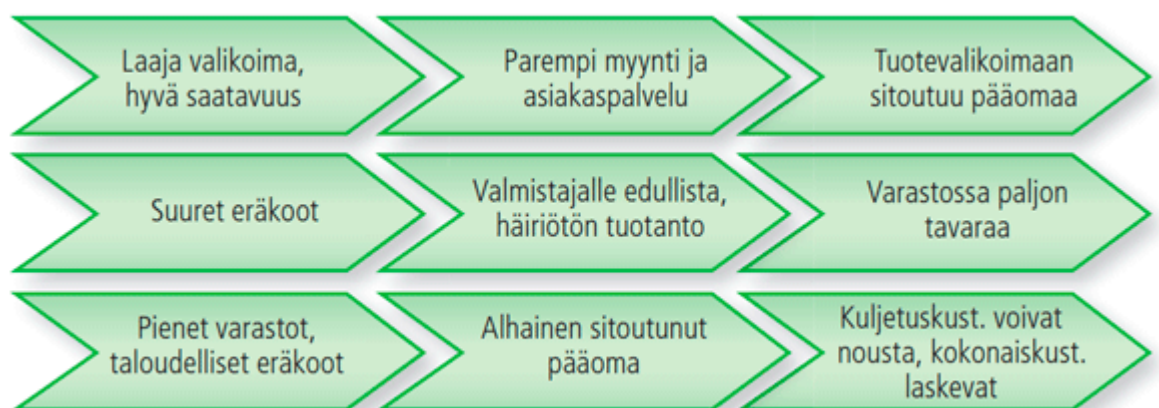 Laaja valikoima,
hyvä saatavuus
Parempi myynti ja
asiakaspalvelu
Tuotevalikoimaan
sitoutuu pääomaa
Suuret eräkoot
Valmistajalle edullista,
häiriötön tuotanto
Varastossa paljon
tavaraa
Pienet varastot,
taloudelliset eräkoot
Alhainen sitoutunut
pääoma
Kuljetuskust. voivat
nousta, kokonaiskust.
laskevat